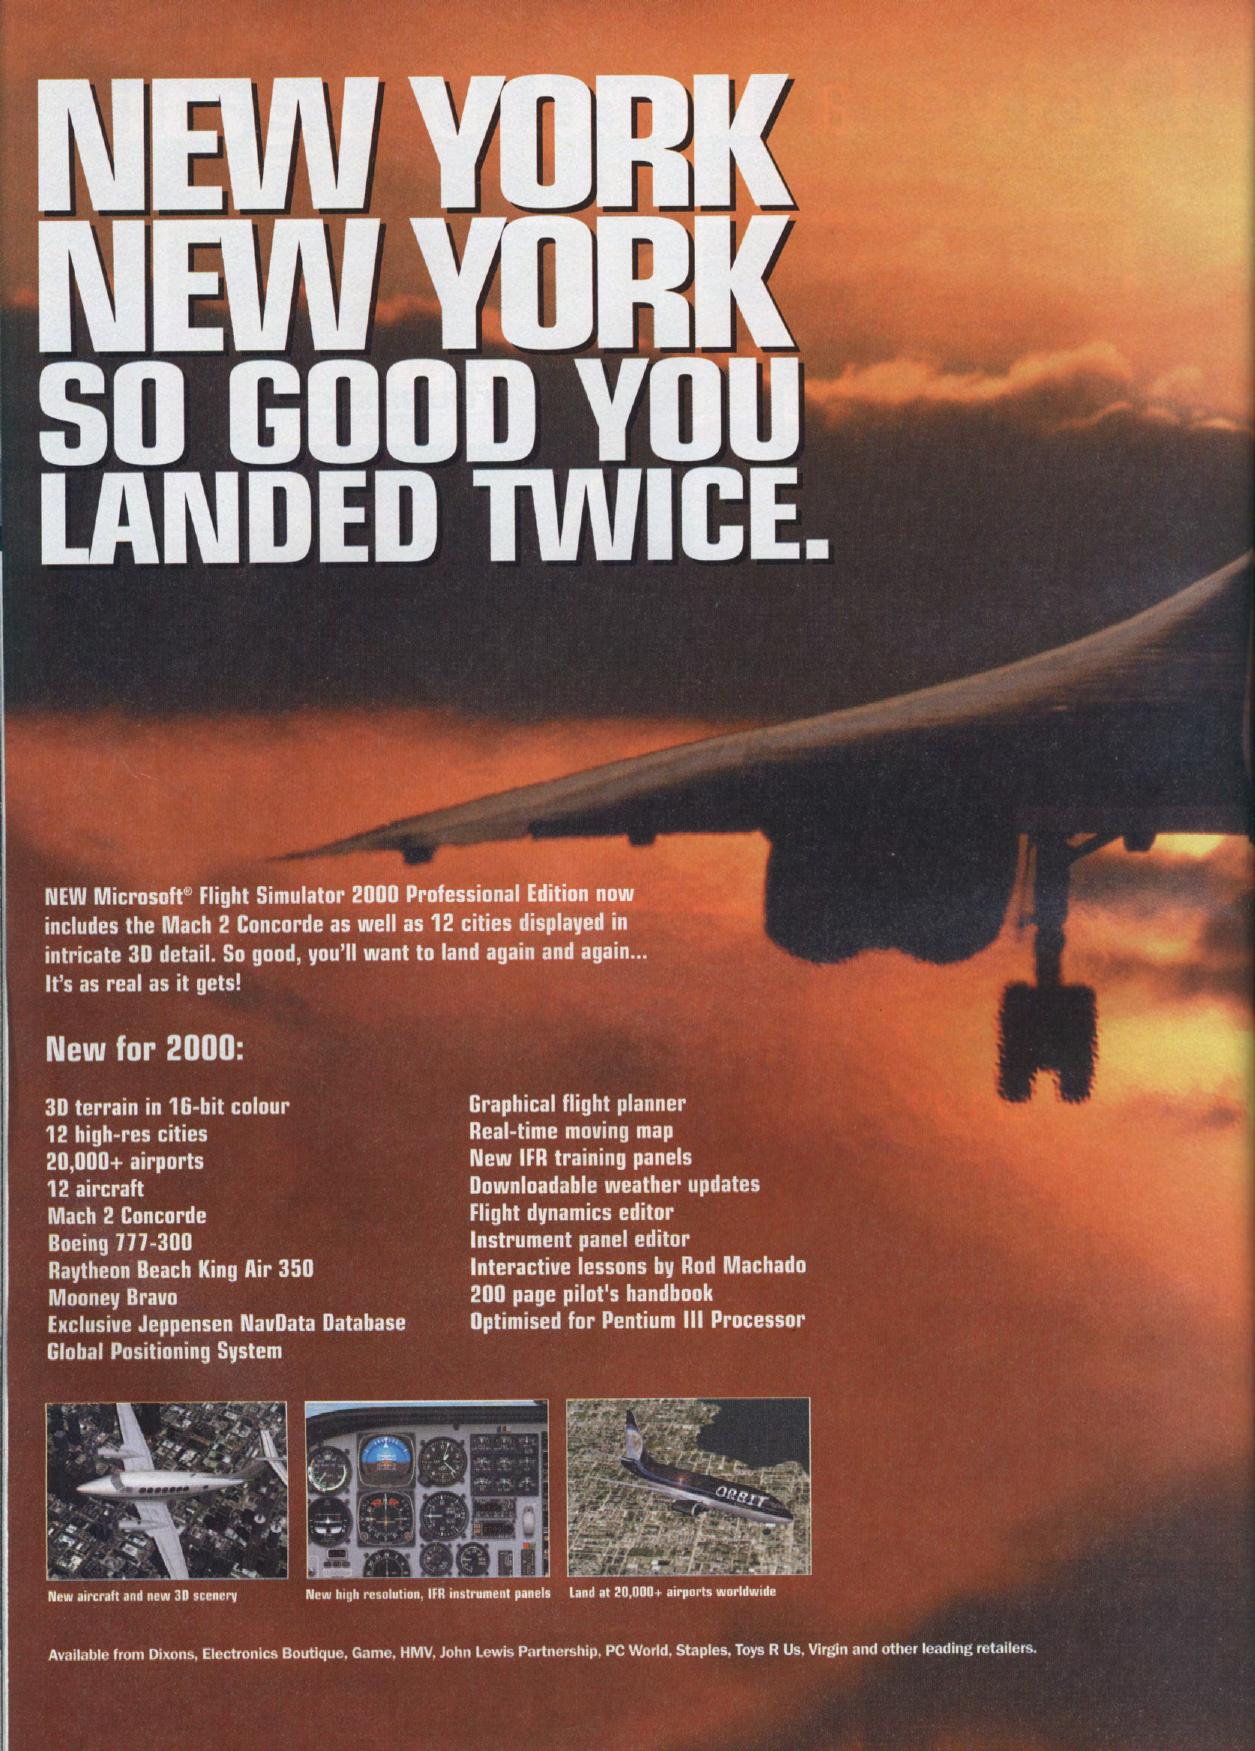 NEW YORK
NEW YORK
SO GOOD YOU
LANDED TWICE.
NEW Microsoft® Flight Simulator 2000 Professional Edition now
includes the Mach 2 Concorde as well as 12 cities displayed in
intricate 3D detail. So good, you'll want to land again and again...
It's as real as it gets!
New for 2000:
3D terrain in 16-bit colour
12 high-res cities
20,000+ airports
12 aircraft
Mach 2 Concorde
Boeing 777-300
Raytheon Beach King Air 350
Mooney Bravo
Exclusive Jeppensen NavData Database
Global Positioning System
Graphical flight planner
Real-time moving map
New IFR training panels
Downloadable weather updates
Flight dynamics editor
Instrument panel editor
Interactive lessons by Rod Machado
200 page pilot's handbook
Optimised for Pentium III Processor
ORBIT
New aircraft and new 3D scenery
New high resolution, IFR instrument panels
Land at 20,000+ airports worldwide
Available from Dixons, Electronics Boutique, Game, HMV, John Lewis Partnership, PC World, Staples, Toys R Us, Virgin and other leading retailers.